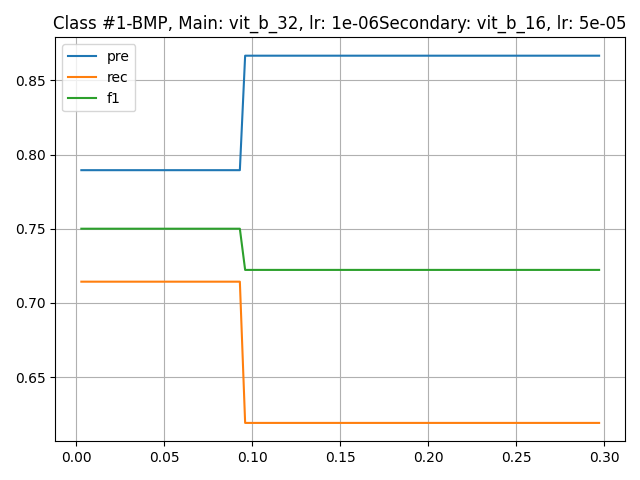 Class #1-BMP, Main: vit_b_32, lr: 1e-06Secondary: vit_b_16, lr: 5e-05
pre
rec
f1
0.85
0.80
0.75
0.70
0.65
0.00 0.05 0.10 0.15 0.20 0.25 0.30